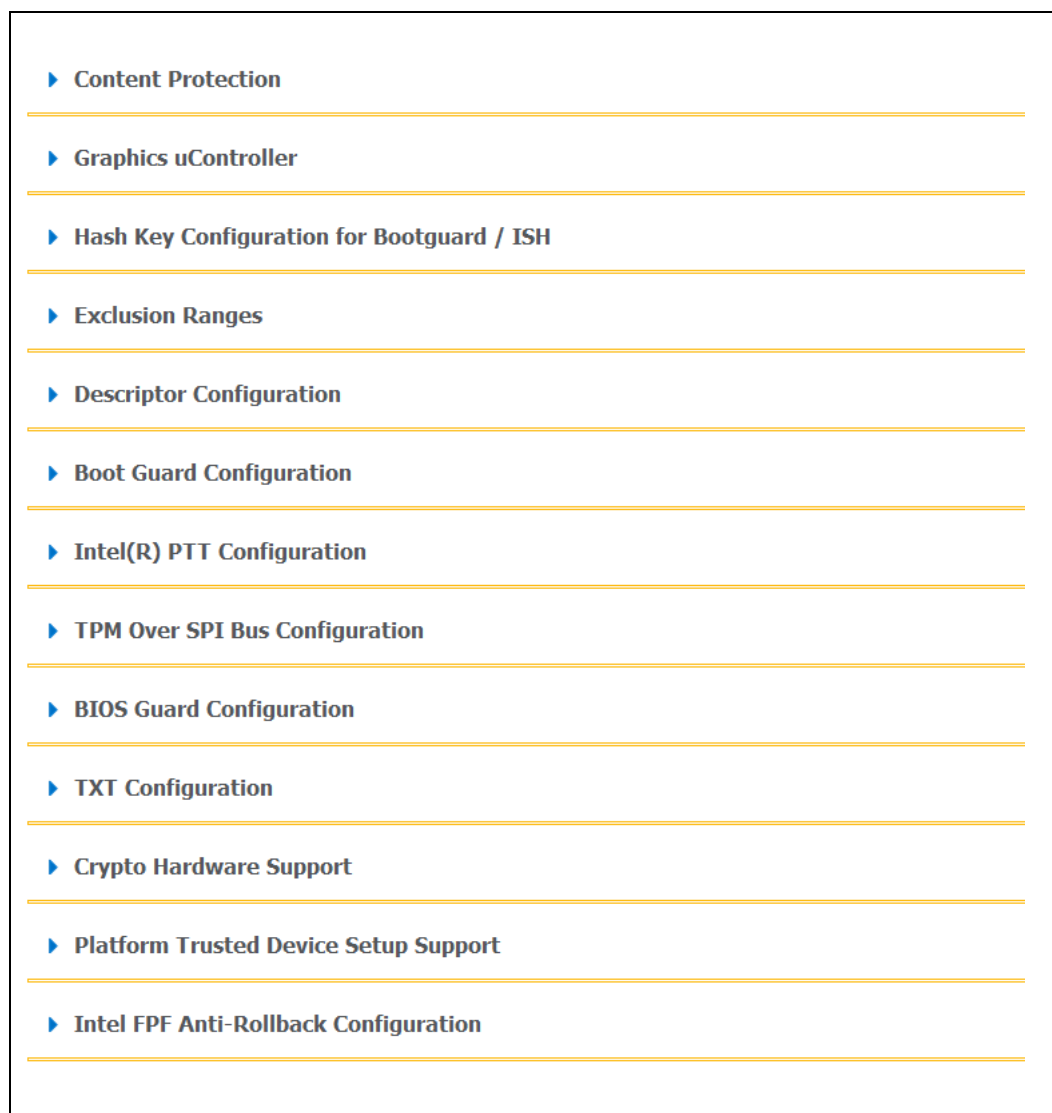 Content Protection
Graphics uController
Hash Key Configuration for Bootguard / ISH
Exclusion Ranges
Descriptor Configuration
Boot Guard Configuration
Intel(R) PTT Configuration
TPM Over SPI Bus Configuration
BIOS Guard Configuration
TXT Configuration
Crypto Hardware Support
Platform Trusted Device Setup Support
Intel FPF Anti-Rollback Configuration